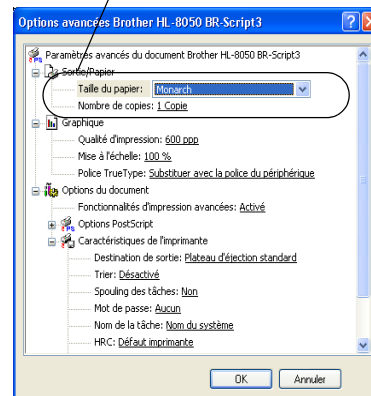 Options avancées Brother HL-8050 BR-Script3
Paramètres avancés du document Brother HL-8050 BR-Script3
Sortie/Papier
Taille du papier: Monarch
Nombre de copies: 1 Copie
Graphique
Qualité d'impression: 600 ppp
Mise à l'échelle: 100 %
Police TrueType: Substituer avec la police du périphérique
Options du document
Fonctionnalités d'impression avancées: Activé
Options PostScript
Caractéristiques de l'imprimante
Destination de sortie: Plateau d'éjection standard
Trier: Désactivé
Spouling des tâches: Non
Mot de passe: Aucun
Nom de la tâche: Nom du système
HRC: Défaut imprimante
OK Annuler